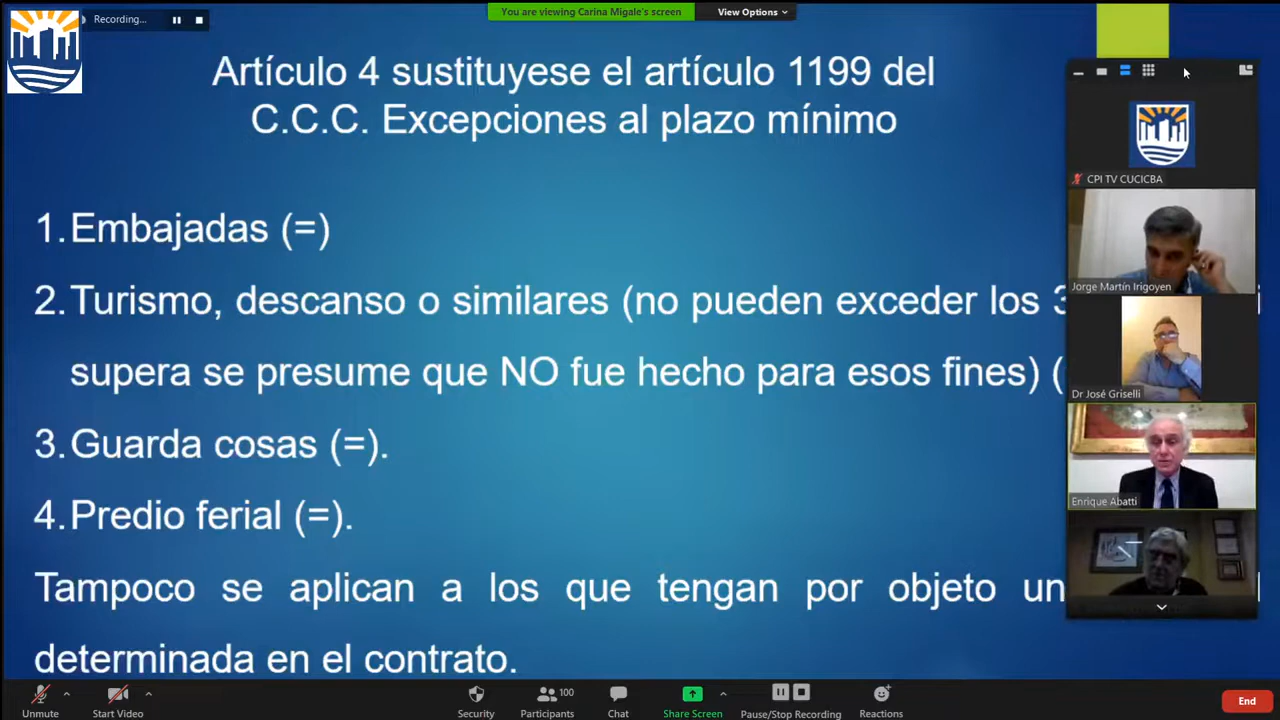 Recording...
You are viewing Carina Migale's screen
View Options
Artículo 4 sustituyese el artículo 1199 del
C.C.C. Excepciones al plazo mínimo
1. Embajadas (=)
2. Turismo, descanso o similares (no pueden exceder los
supera se presume que NO fue hecho para esos fines) (
3. Guarda cosas (=).
4. Predio ferial (=).
Tampoco se aplican a los que tengan por objeto
determinada en el contrato.
CPI TV CUCICBA
Jorge Martín Irigoyen
Dr José Griselli
Enrique Abatti
Unmute
Start Video
Security
Participants
100
Chat
Share Screen
Pause/Stop Recording
Reactions
End